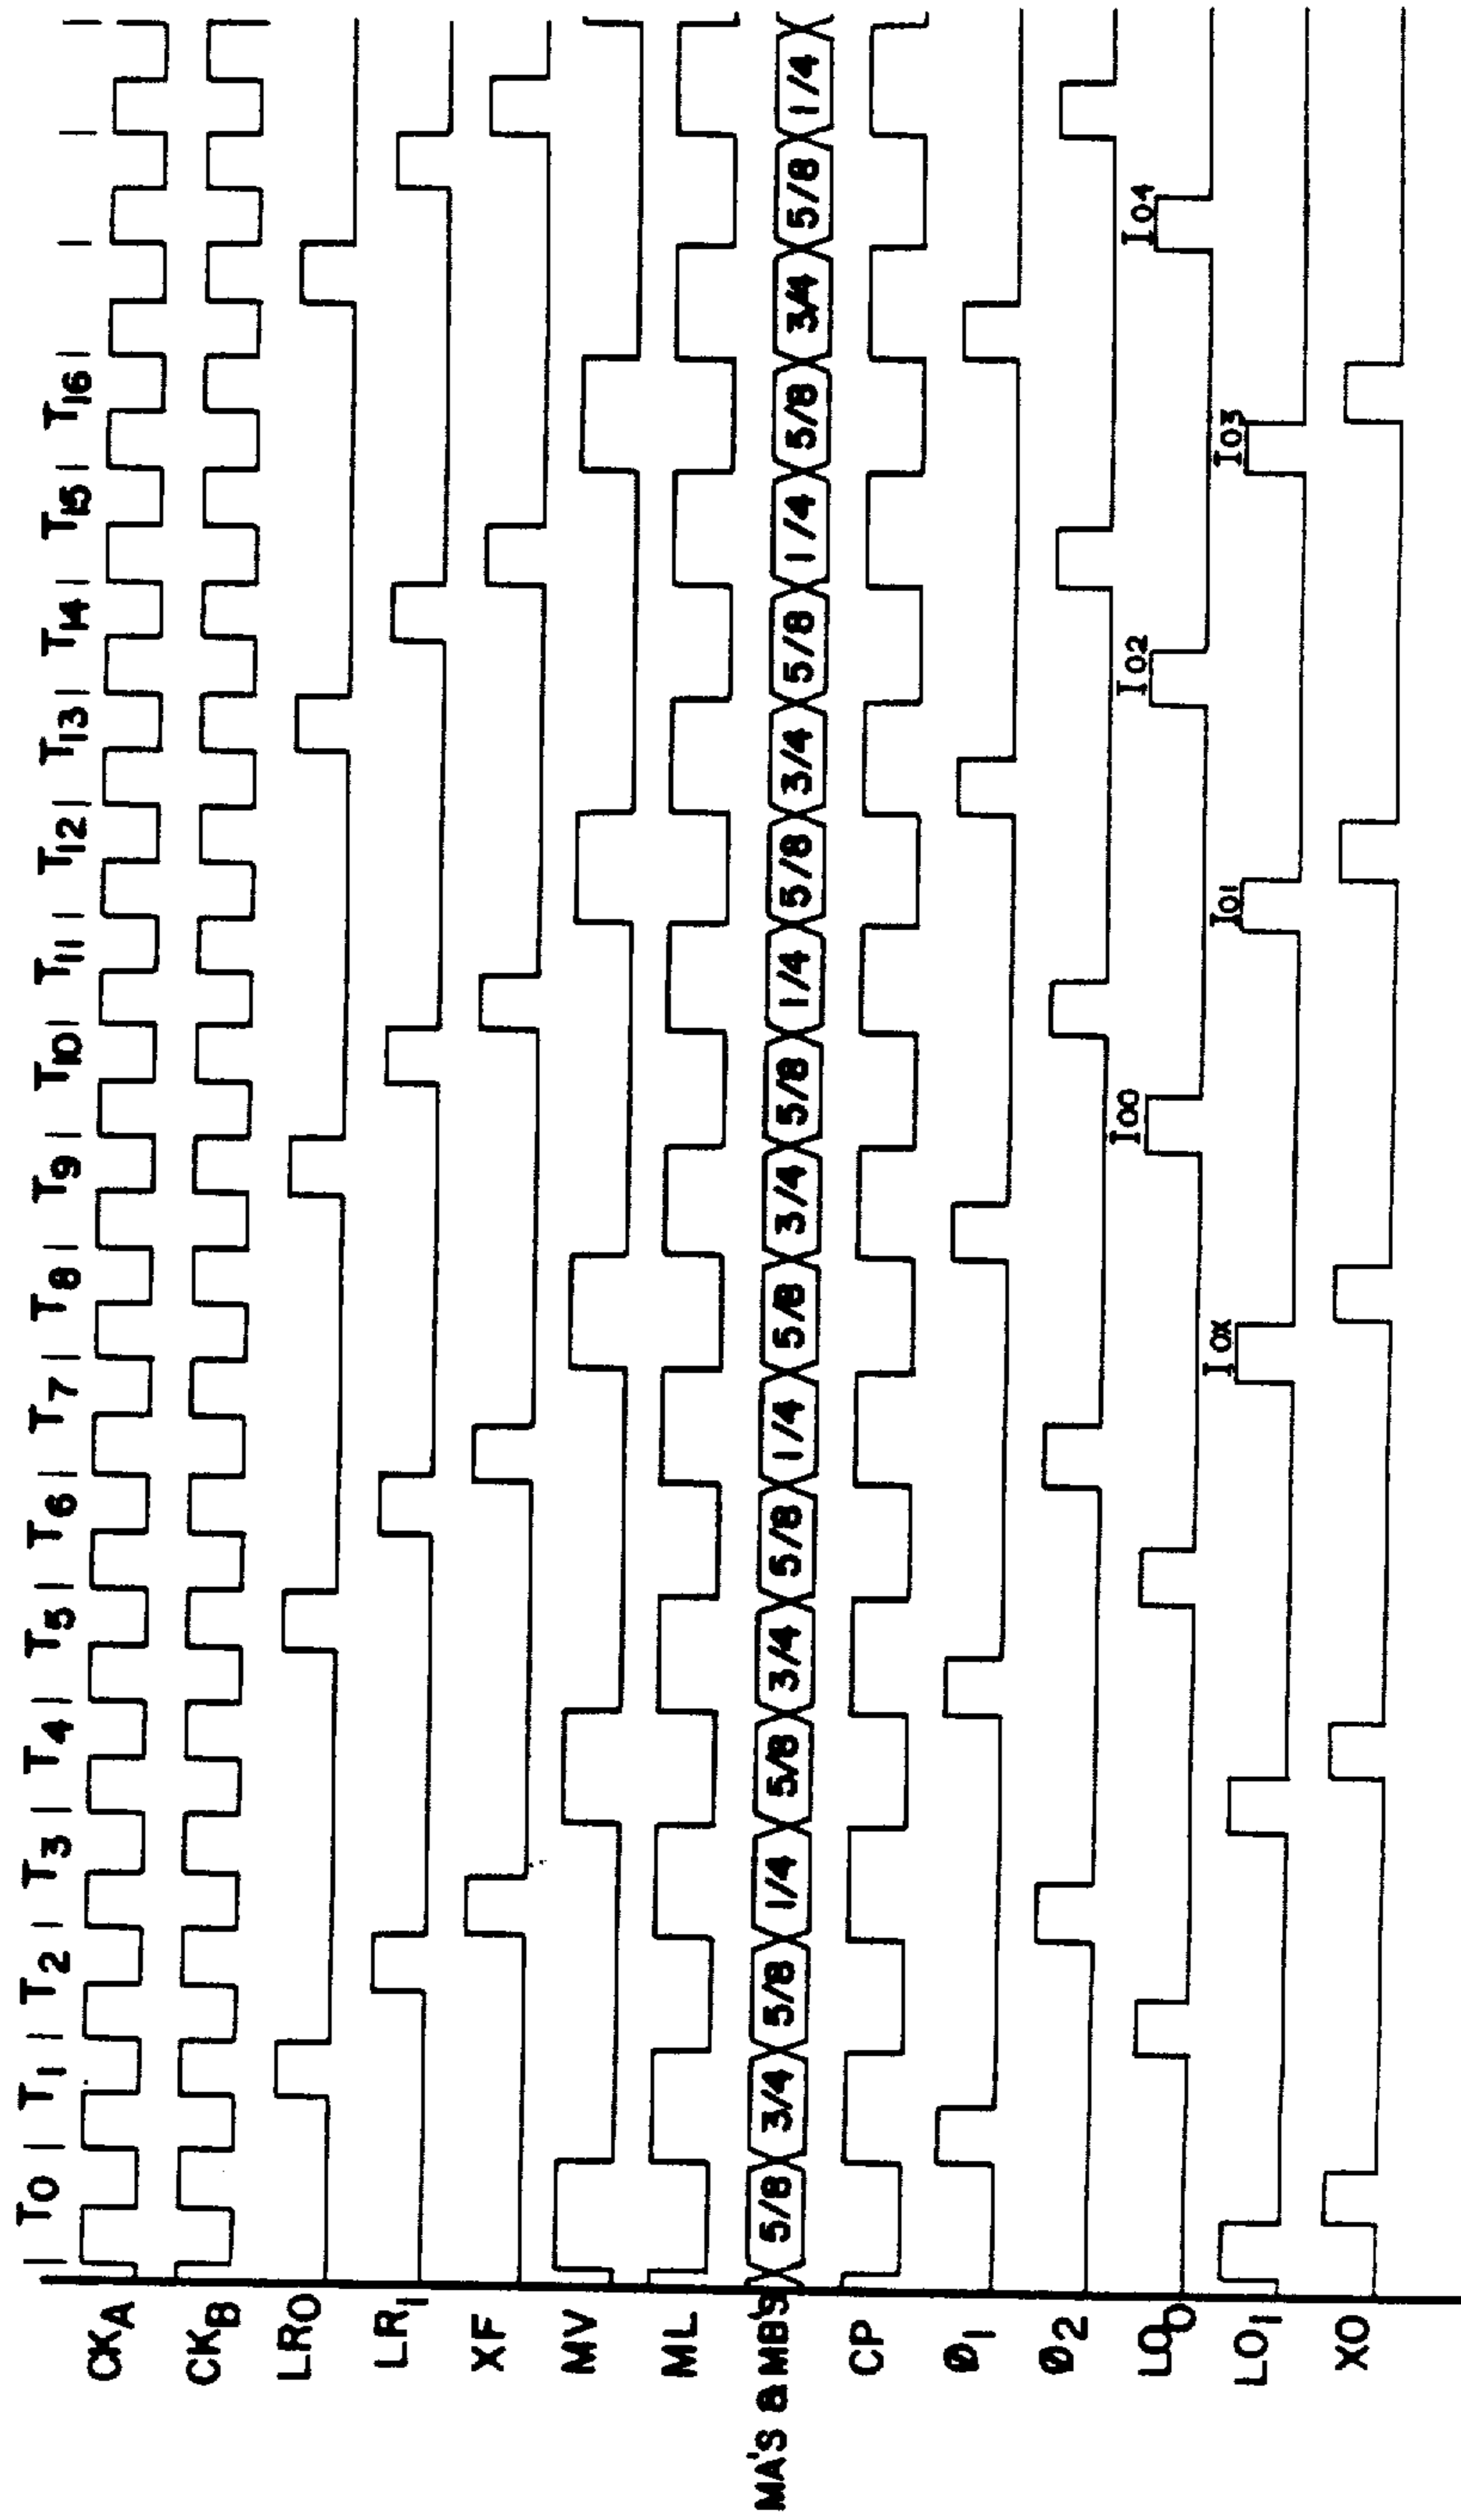 T0 T1 T2 T3 T4 T5 T6 T7 T8 T9 T10 T11 T12 T13 T14 T15 T16
CKA
CKB
LR0
LR1
XF
MV
ML
MA'S & MB'S 5/8 3/4 5/8 1/4 5/8 3/4 5/8 1/4 5/8 3/4 5/8 1/4 5/8 3/4 5/8 1/4 5/8 3/4 5/8 1/4
CP
Ø1
Ø2
LO0 I00 I02 I04
LO1 I0X I01 I03
XO